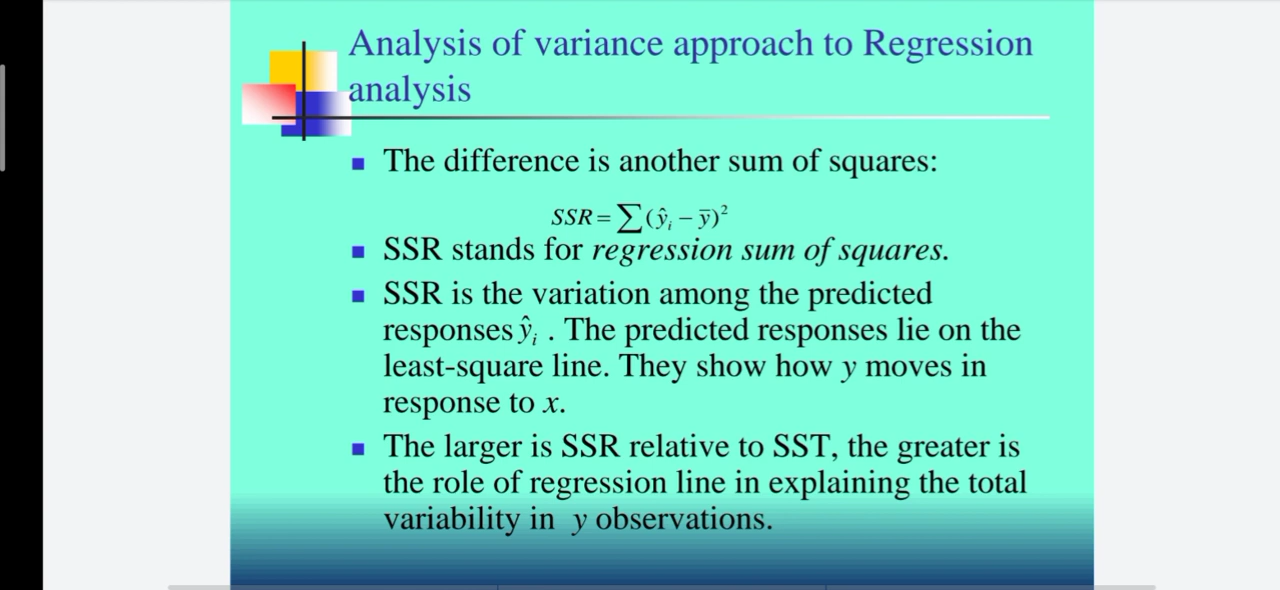 Analysis of variance approach to Regression
analysis
The difference is another sum of squares:
SSR = ∑(ŷᵢ − ȳ)²
SSR stands for regression sum of squares.
SSR is the variation among the predicted
responses ŷᵢ . The predicted responses lie on the
least-square line. They show how y moves in
response to x.
The larger is SSR relative to SST, the greater is
the role of regression line in explaining the total
variability in y observations.